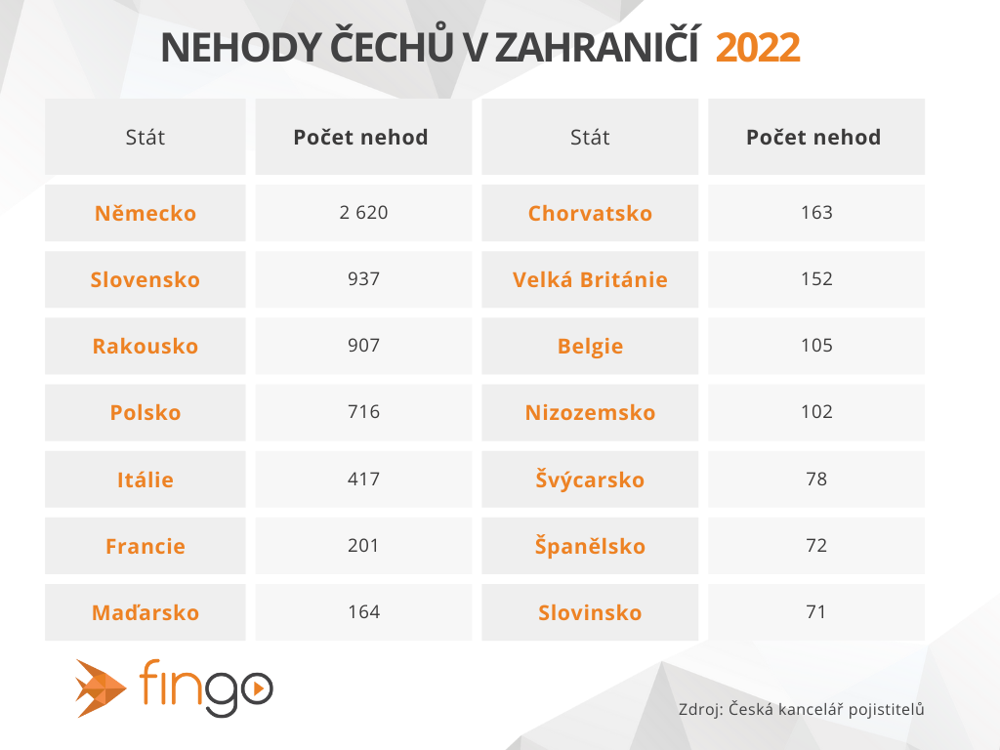 NEHODY ČECHŮ V ZAHRANIČÍ 2022
Stát Počet nehod Stát Počet nehod
Německo 2 620 Chorvatsko 163
Slovensko 937 Velká Británie 152
Rakousko 907 Belgie 105
Polsko 716 Nizozemsko 102
Itálie 417 Švýcarsko 78
Francie 201 Španělsko 72
Maďarsko 164 Slovinsko 71
fingo
Zdroj: Česká kancelář pojistitelů